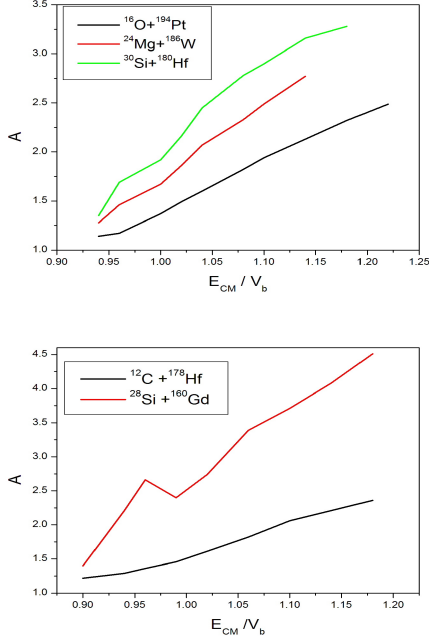 3.5
3.0
2.5
2.0
1.5
1.0
A
¹⁶O+¹⁹⁴Pt
²⁴Mg+¹⁸⁶W
³⁰Si+¹⁸⁰Hf
0.90 0.95 1.00 1.05 1.10 1.15 1.20
E_CM / V_b
4.5
4.0
3.5
3.0
2.5
2.0
1.5
1.0
A
¹²C +¹⁷⁸Hf
²⁸Si +¹⁶⁰Gd
0.90 0.95 1.00 1.05 1.10 1.15 1.20
E_CM /V_b